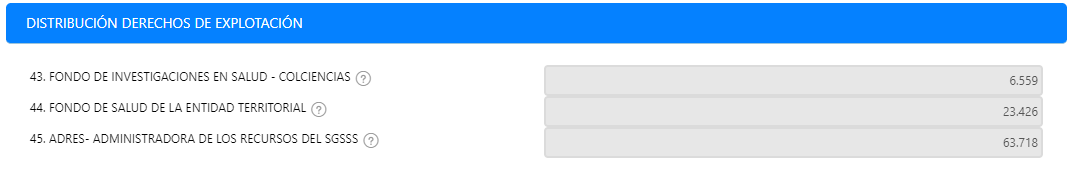 DISTRIBUCIÓN DERECHOS DE EXPLOTACIÓN
43. FONDO DE INVESTIGACIONES EN SALUD - COLCIENCIAS ? 6.559
44. FONDO DE SALUD DE LA ENTIDAD TERRITORIAL ? 23.426
45. ADRES- ADMINISTRADORA DE LOS RECURSOS DEL SGSSS ? 63.718